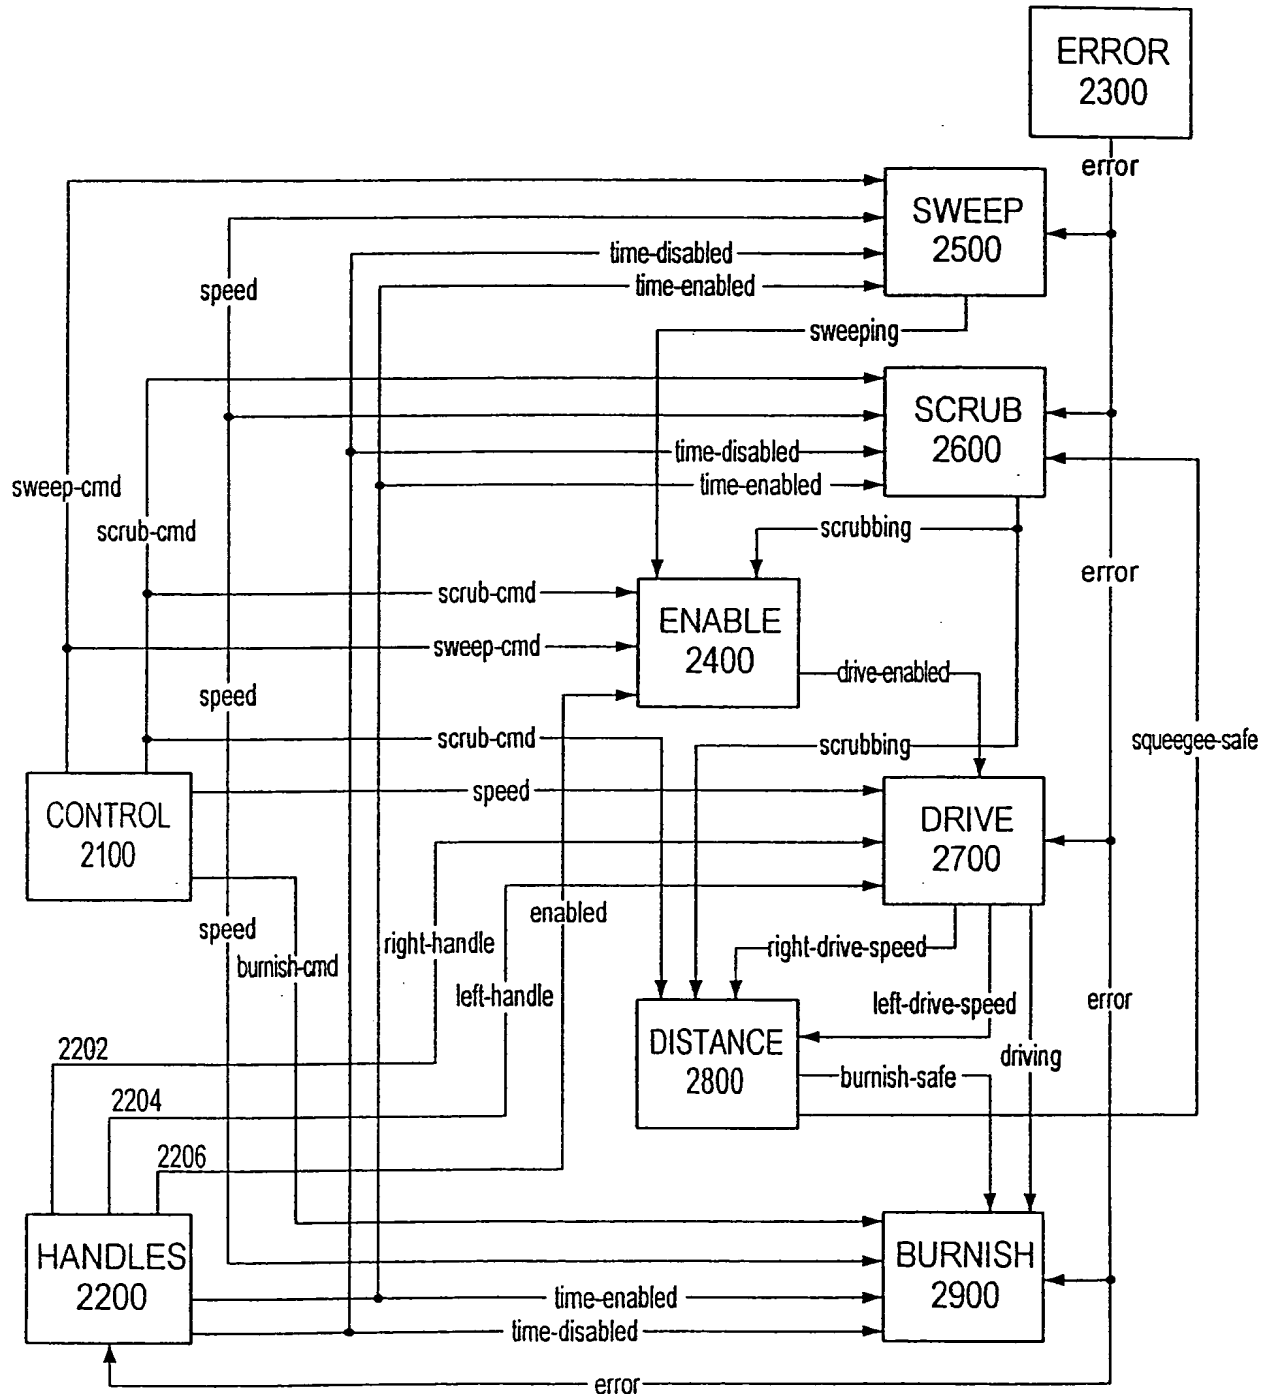 ERROR
2300
error
SWEEP
2500
time-disabled
time-enabled
speed
sweeping
SCRUB
2600
time-disabled
time-enabled
sweep-cmd
scrub-cmd
scrubbing
error
scrub-cmd
ENABLE
2400
sweep-cmd
drive-enabled
speed
scrub-cmd
scrubbing
squeegee-safe
CONTROL
2100
speed
DRIVE
2700
enabled
speed
right-handle
burnish-cmd
left-handle
right-drive-speed
left-drive-speed
error
DISTANCE
2800
driving
burnish-safe
2202
2204
2206
HANDLES
2200
BURNISH
2900
time-enabled
time-disabled
error